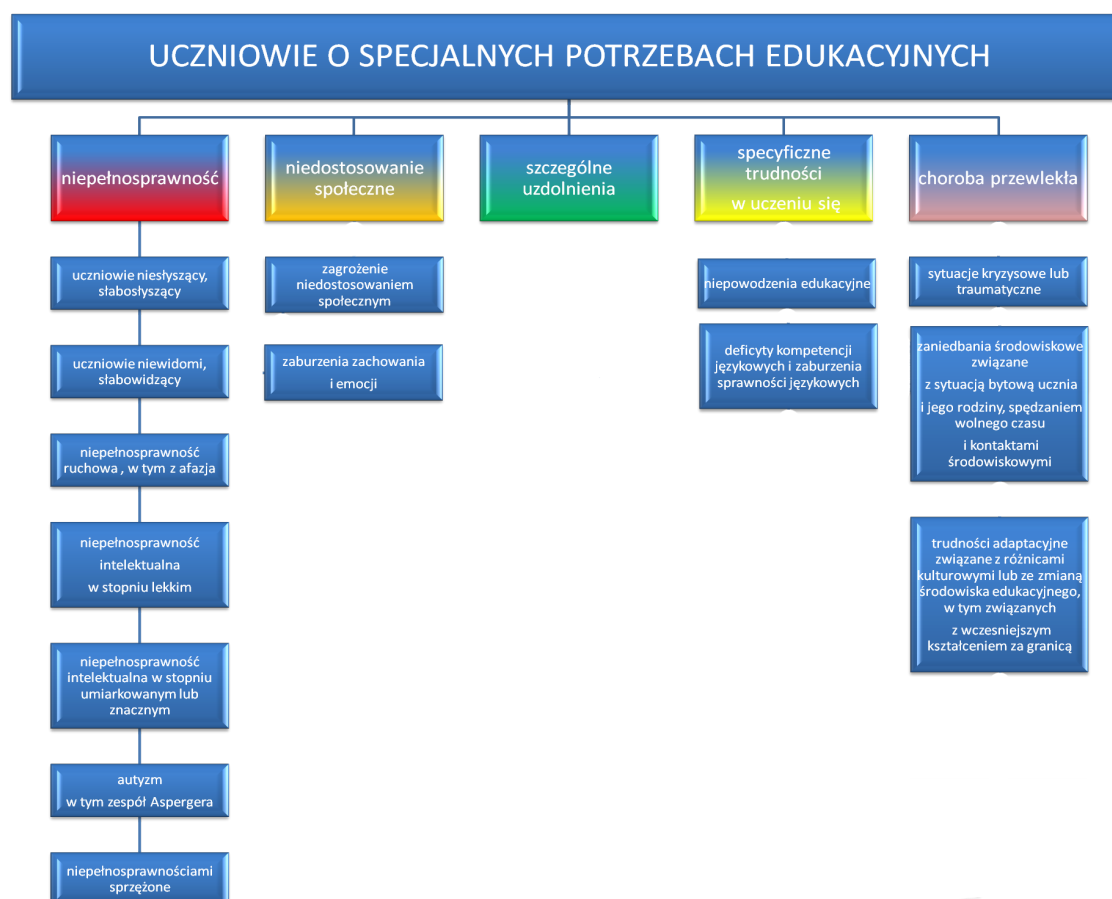 UCZNIOWIE O SPECJALNYCH POTRZEBACH EDUKACYJNYCH
niepełnosprawność
niedostosowanie
społeczne
szczególne
uzdolnienia
specyficzne
trudności
w uczeniu się
choroba przewlekła
uczniowie niesłyszący,
słabosłyszący
uczniowie niewidomi,
słabowidzący
niepełnosprawność
ruchowa , w tym z afazja
niepełnosprawność
intelektualna
w stopniu lekkim
niepełnosprawność
intelektualna w stopniu
umiarkowanym lub
znacznym
autyzm
w tym zespół Aspergera
niepełnosprawnościami
sprzężone
zagrożenie
niedostosowaniem
społecznym
zaburzenia zachowania
i emocji
niepowodzenia edukacyjne
deficyty kompetencji
językowych i zaburzenia
sprawności językowych
sytuacje kryzysowe lub
traumatyczne
zaniedbania środowiskowe
związane
z sytuacją bytową ucznia
i jego rodziny, spędzaniem
wolnego czasu
i kontaktami
środowiskowymi
trudności adaptacyjne
związane z różnicami
kulturowymi lub ze zmianą
środowiska edukacyjnego,
w tym związanych
z wczesniejszym
kształceniem za granicą